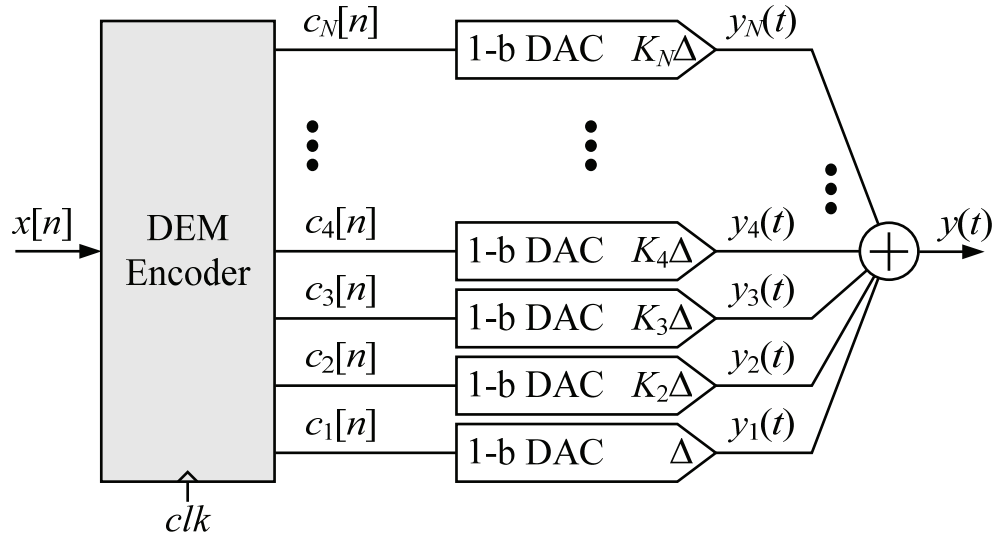 c_N[n] 1-b DAC K_NΔ y_N(t)
x[n] DEM Encoder
c_4[n] 1-b DAC K_4Δ y_4(t) y(t)
c_3[n] 1-b DAC K_3Δ y_3(t)
c_2[n] 1-b DAC K_2Δ y_2(t)
c_1[n] 1-b DAC Δ y_1(t)
clk